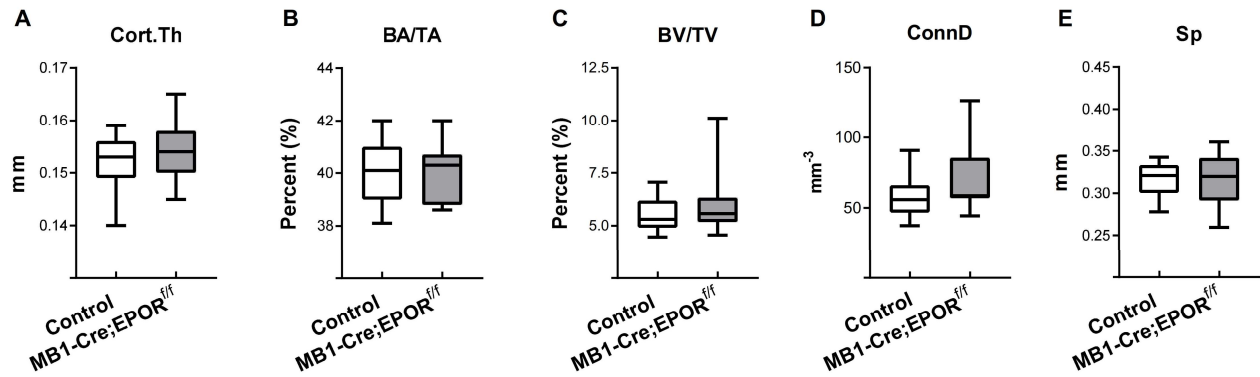 A
Cort.Th
mm
0.17
0.16
0.15
0.14
Control
MB1-Cre;EPOR^f/f
B
BA/TA
Percent (%)
44
42
40
38
Control
MB1-Cre;EPOR^f/f
C
BV/TV
Percent (%)
12.5
10.0
7.5
5.0
Control
MB1-Cre;EPOR^f/f
D
ConnD
mm^-3
150
100
50
Control
MB1-Cre;EPOR^f/f
E
Sp
mm
0.45
0.40
0.35
0.30
0.25
Control
MB1-Cre;EPOR^f/f